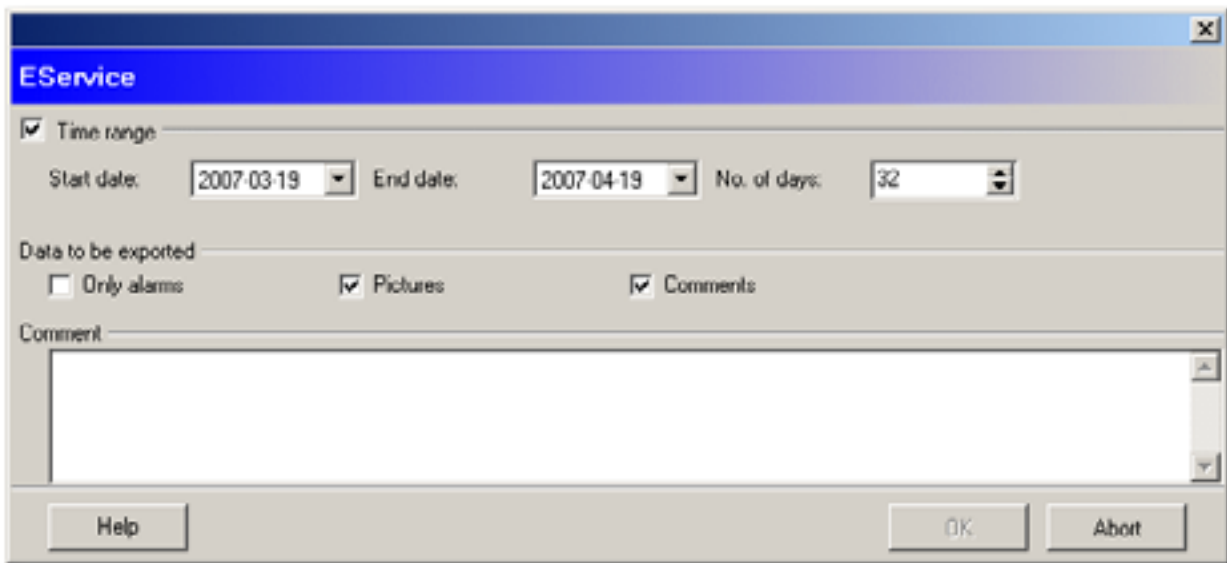 EService
Time range
Start date: 2007-03-19 End date: 2007-04-19 No. of days: 32
Data to be exported
Only alarms Pictures Comments
Comment
Help OK Abort